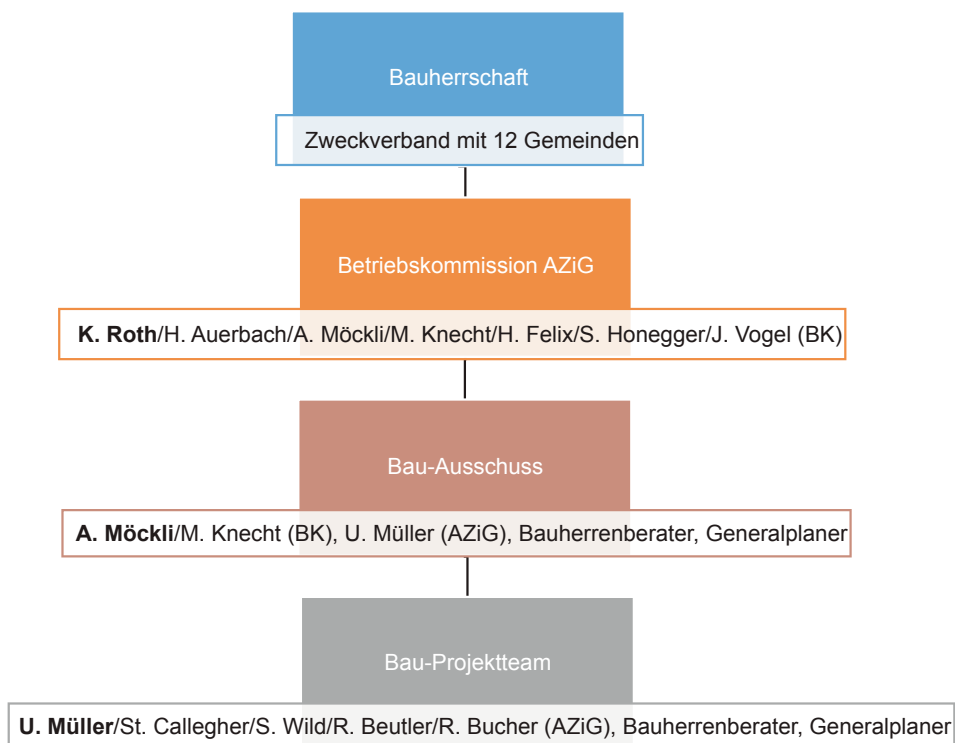 Bauherrschaft
Zweckverband mit 12 Gemeinden
Betriebskommission AZiG
K. Roth/H. Auerbach/A. Möckli/M. Knecht/H. Felix/S. Honegger/J. Vogel (BK)
Bau-Ausschuss
A. Möckli/M. Knecht (BK), U. Müller (AZiG), Bauherrenberater, Generalplaner
Bau-Projektteam
U. Müller/St. Callegher/S. Wild/R. Beutler/R. Bucher (AZiG), Bauherrenberater, Generalplaner